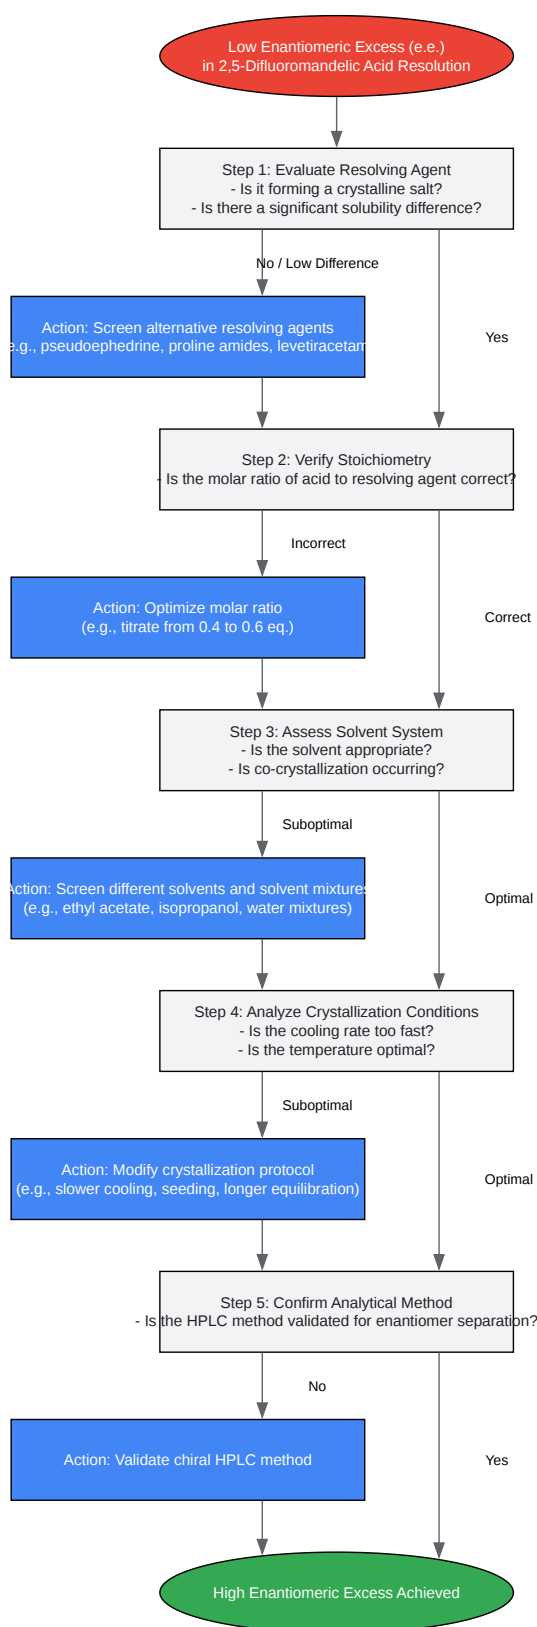 Low Enantiomeric Excess (e.e.)
in 2,5-Difluoromandelic Acid Resolution
Step 1: Evaluate Resolving Agent
- Is it forming a crystalline salt?
- Is there a significant solubility difference?
No / Low Difference
Action: Screen alternative resolving agents
e.g., pseudoephedrine, proline amides, levetiracetam
Yes
Step 2: Verify Stoichiometry
- Is the molar ratio of acid to resolving agent correct?
Incorrect
Action: Optimize molar ratio
(e.g., titrate from 0.4 to 0.6 eq.)
Correct
Step 3: Assess Solvent System
- Is the solvent appropriate?
- Is co-crystallization occurring?
Suboptimal
Action: Screen different solvents and solvent mixtures
(e.g., ethyl acetate, isopropanol, water mixtures)
Optimal
Step 4: Analyze Crystallization Conditions
- Is the cooling rate too fast?
- Is the temperature optimal?
Suboptimal
Action: Modify crystallization protocol
(e.g., slower cooling, seeding, longer equilibration)
Optimal
Step 5: Confirm Analytical Method
- Is the HPLC method validated for enantiomer separation?
No
Action: Validate chiral HPLC method
Yes
High Enantiomeric Excess Achieved